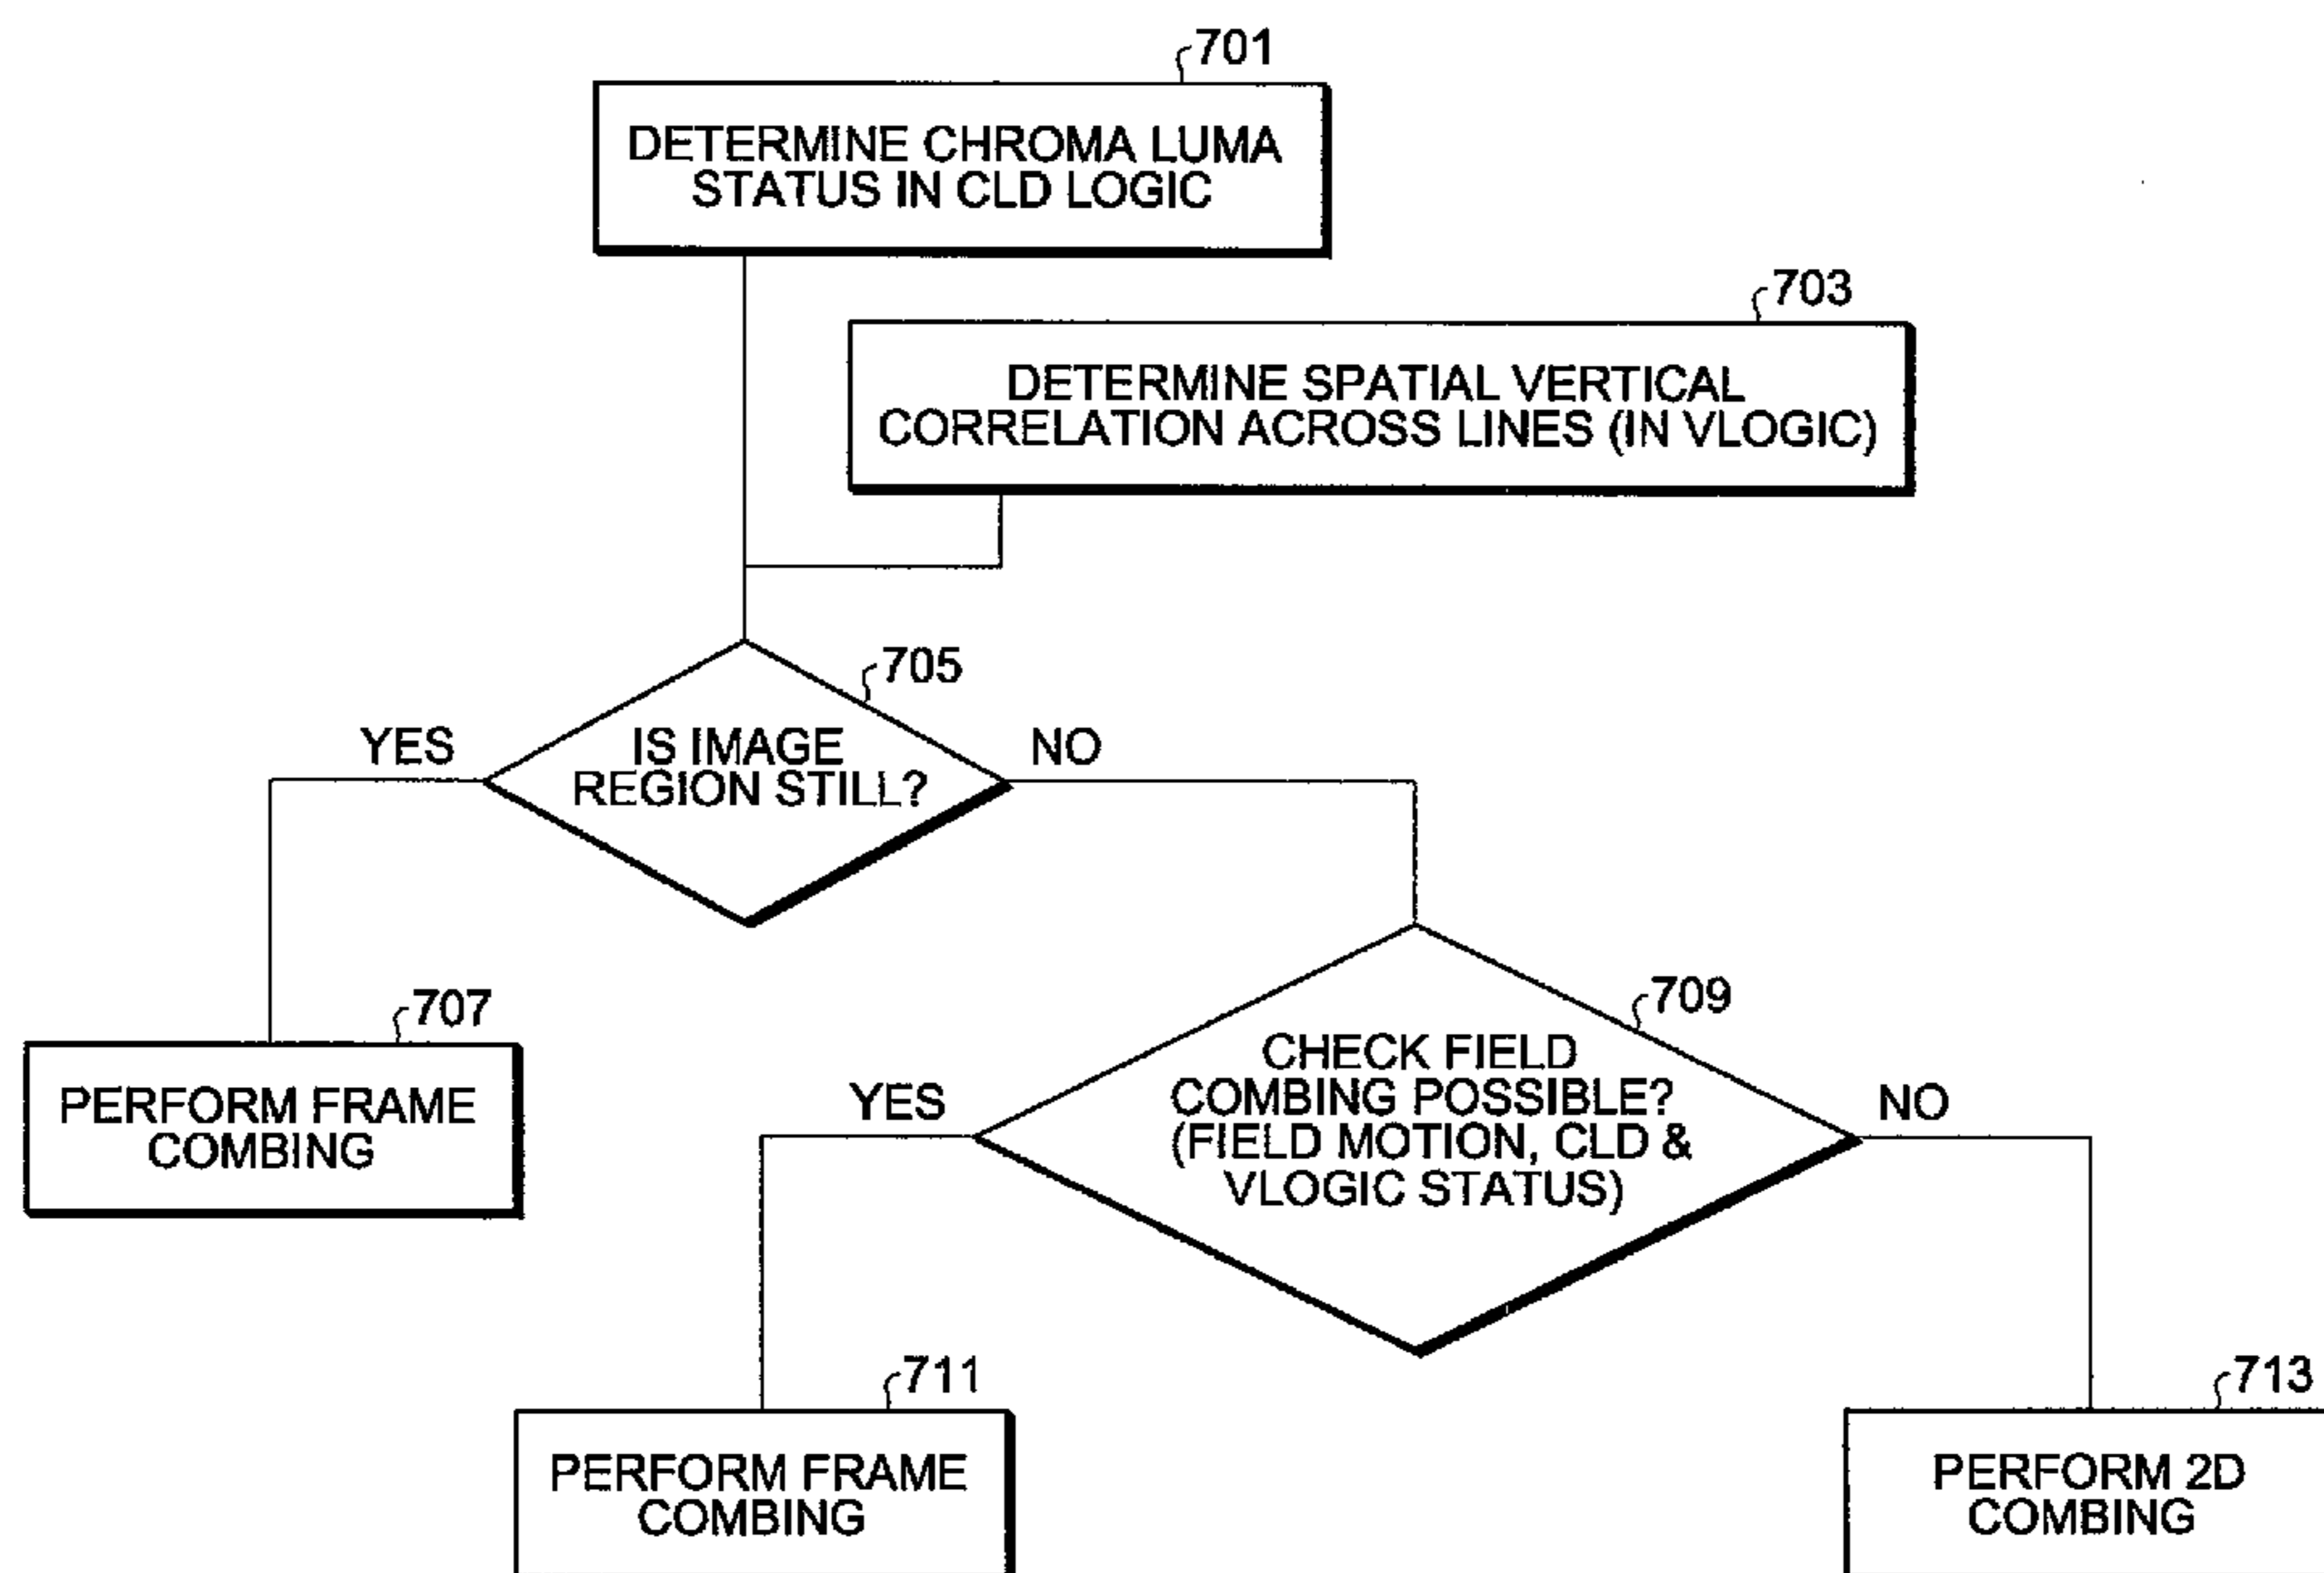 701
DETERMINE CHROMA LUMA
STATUS IN CLD LOGIC
703
DETERMINE SPATIAL VERTICAL
CORRELATION ACROSS LINES (IN VLOGIC)
705
YES
IS IMAGE
REGION STILL?
NO
707
PERFORM FRAME
COMBING
709
YES
CHECK FIELD
COMBING POSSIBLE?
(FIELD MOTION, CLD &
VLOGIC STATUS)
NO
711
PERFORM FRAME
COMBING
713
PERFORM 2D
COMBING